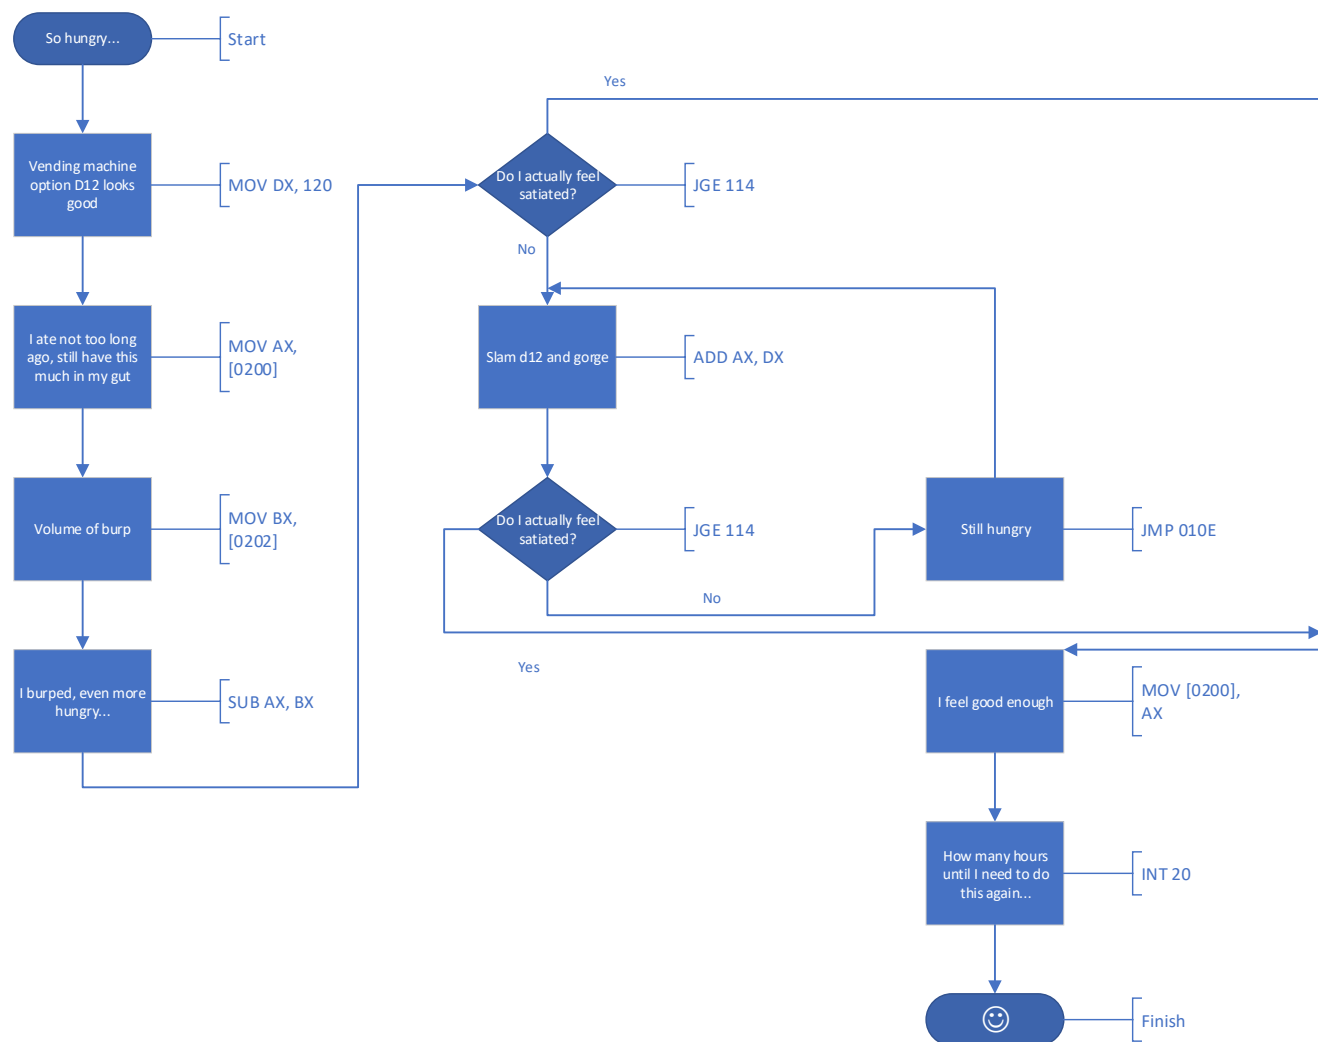 So hungry...
Start
Vending machine
option D12 looks
good
MOV DX, 120
I ate not too long
ago, still have this
much in my gut
MOV AX,
[0200]
Volume of burp
MOV BX,
[0202]
I burped, even more
hungry...
SUB AX, BX
Yes
Do I actually feel
satiated?
JGE 114
No
Slam d12 and gorge
ADD AX, DX
Do I actually feel
satiated?
JGE 114
No
Yes
Still hungry
JMP 010E
I feel good enough
MOV [0200],
AX
How many hours
until I need to do
this again...
INT 20
Finish